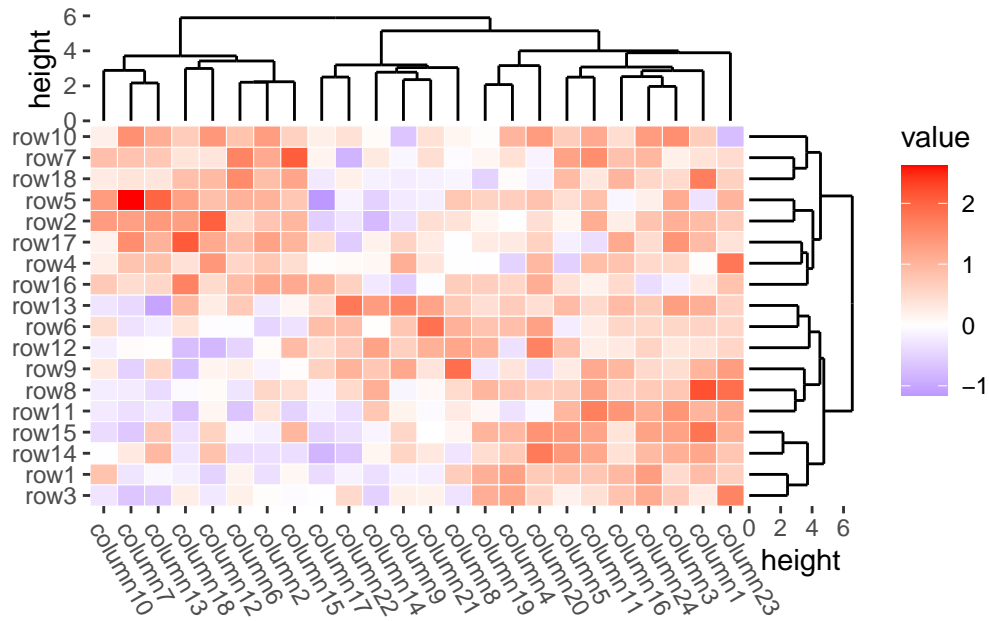 6
4
2
0
height
row10
row7
row18
row5
row2
row17
row4
row16
row13
row6
row12
row9
row8
row11
row15
row14
row1
row3
column10
column7
column13
column18
column12
column6
column2
column15
column17
column22
column14
column9
column21
column8
column19
column4
column20
column5
column11
column16
column24
column3
column1
column23
0 2 4 6
height
value
2
1
0
−1